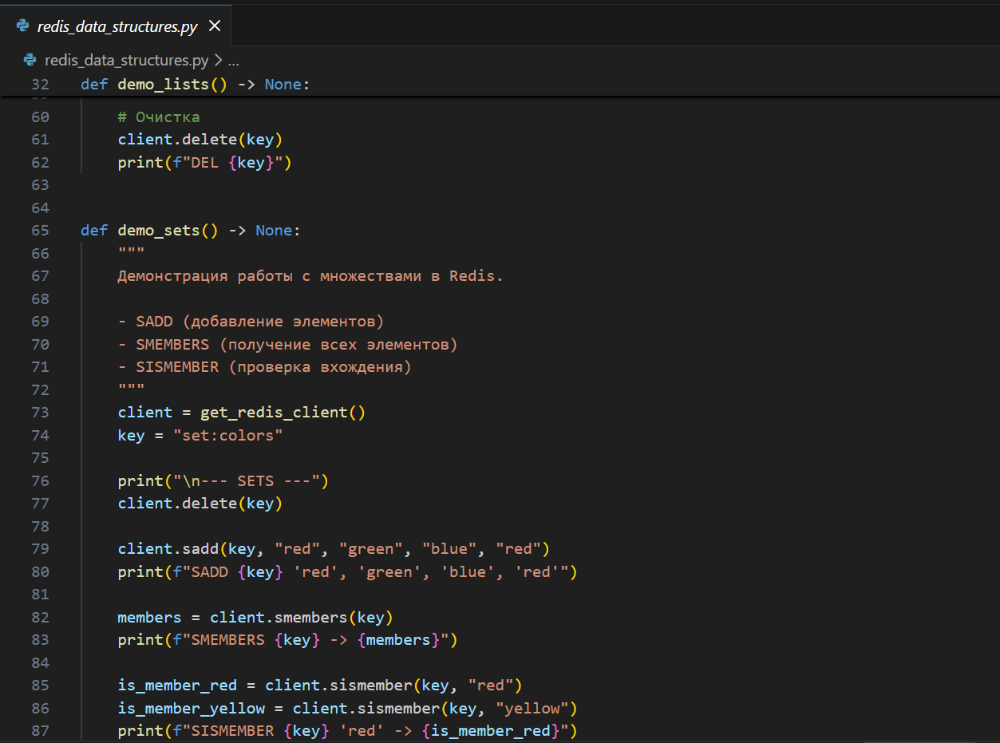 redis_data_structures.py
redis_data_structures.py > ...
32 def demo_lists() -> None:
60 # Очистка
61 client.delete(key)
62 print(f"DEL {key}")
63
64
65 def demo_sets() -> None:
66 """
67 Демонстрация работы с множествами в Redis.
68
69 - SADD (добавление элементов)
70 - SMEMBERS (получение всех элементов)
71 - SISMEMBER (проверка вхождения)
72 """
73 client = get_redis_client()
74 key = "set:colors"
75
76 print("\n--- SETS ---")
77 client.delete(key)
78
79 client.sadd(key, "red", "green", "blue", "red")
80 print(f"SADD {key} 'red', 'green', 'blue', 'red'")
81
82 members = client.smembers(key)
83 print(f"SMEMBERS {key} -> {members}")
84
85 is_member_red = client.sismember(key, "red")
86 is_member_yellow = client.sismember(key, "yellow")
87 print(f"SISMEMBER {key} 'red' -> {is_member_red}")